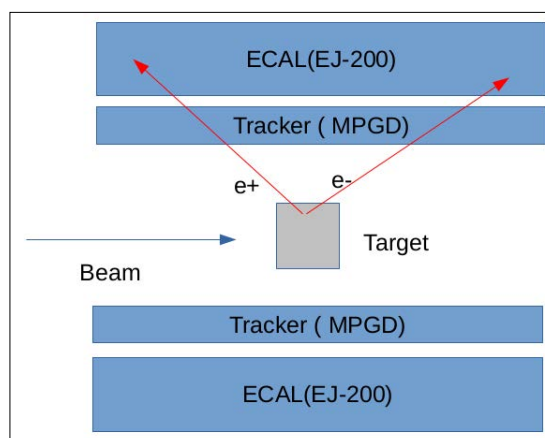 ECAL(EJ-200)
Tracker ( MPGD)
e+
e-
Target
Beam
Tracker ( MPGD)
ECAL(EJ-200)